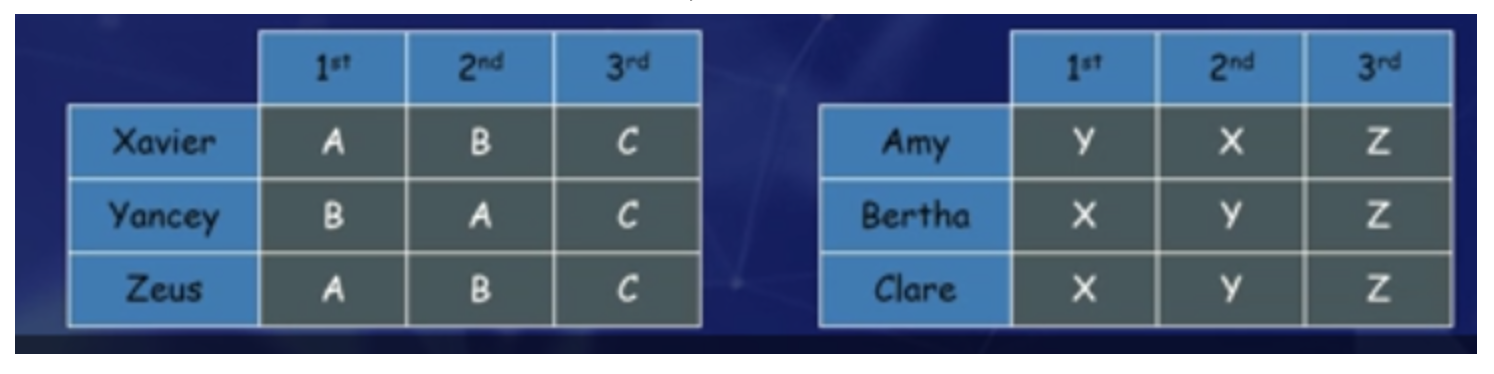 1st 2nd 3rd
Xavier A B C
Yancey B A C
Zeus A B C
1st 2nd 3rd
Amy Y X Z
Bertha X Y Z
Clare X Y Z